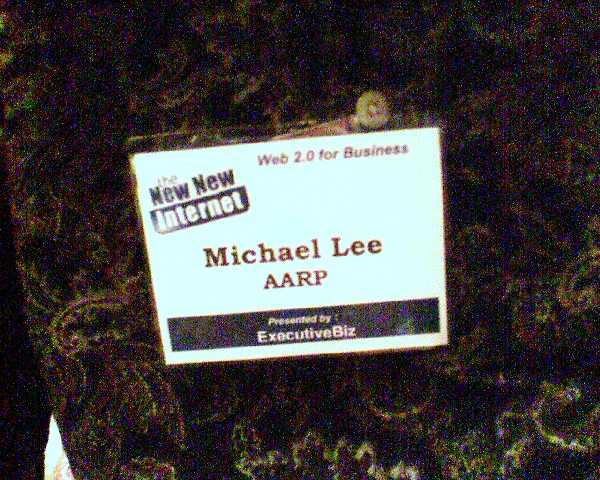 Web 2.0 for Business
the
New New
Internet
Michael Lee
AARP
Presented by :
ExecutiveBiz